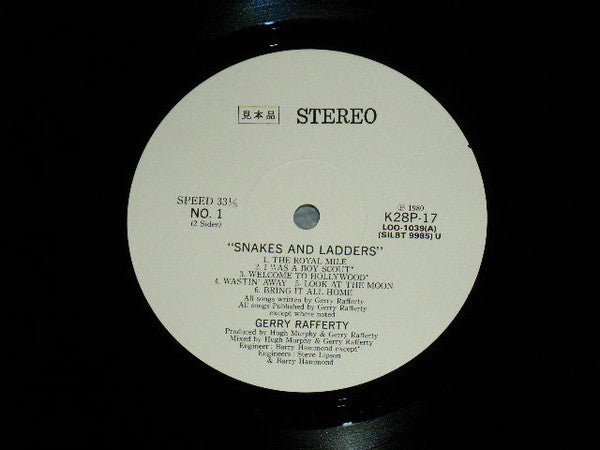 見本品 STEREO
SPEED 33⅓
NO. 1
(2 Sides)
Ⓟ 1980
K28P-17
LOO-1039(A)
(SILBT 9985) U
"SNAKES AND LADDERS"
1. THE ROYAL MILE
2. I WAS A BOY SCOUT*
3. WELCOME TO HOLLYWOOD*
4. WASTIN' AWAY 5. LOOK AT THE MOON
6. BRING IT ALL HOME
All songs written by Gerry Rafferty
All songs Published by Gerry Rafferty
except where noted
GERRY RAFFERTY
Produced by Hugh Murphy & Gerry Rafferty
Mixed by Hugh Murphy & Gerry Rafferty
Engineer : Barry Hammond except*
Engineers : Steve Lipson
& Barry Hammond